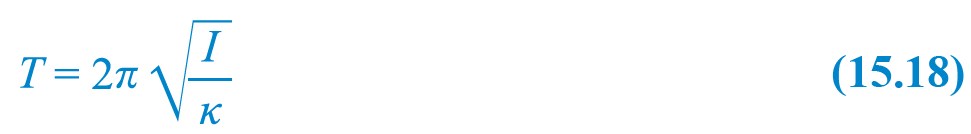 T = 2π √(I/κ) (15.18)